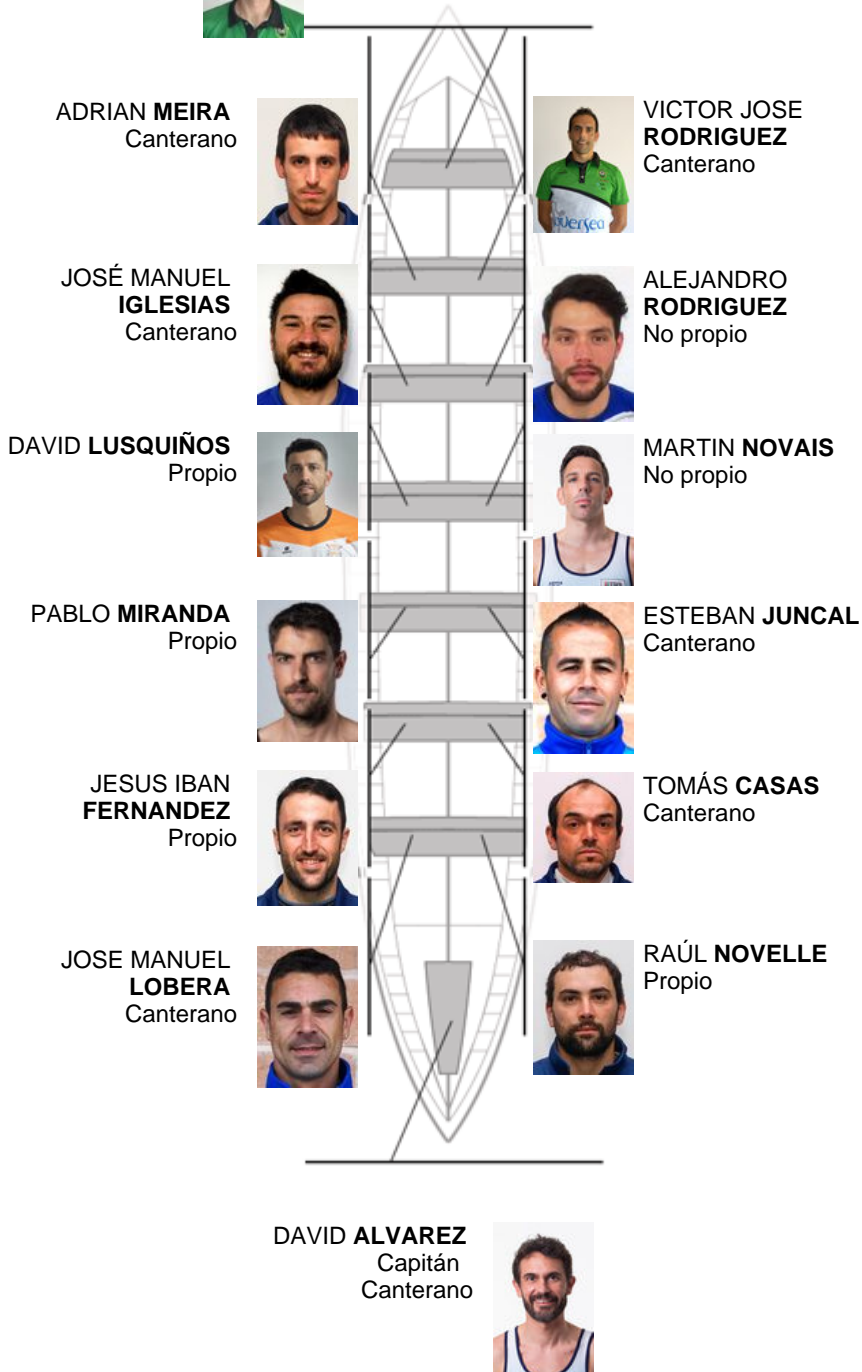 ADRIAN MEIRA
Canterano
VICTOR JOSE
RODRIGUEZ
Canterano
JOSÉ MANUEL
IGLESIAS
Canterano
ALEJANDRO
RODRIGUEZ
No propio
DAVID LUSQUIÑOS
Propio
MARTIN NOVAIS
No propio
PABLO MIRANDA
Propio
ESTEBAN JUNCAL
Canterano
JESUS IBAN
FERNANDEZ
Propio
TOMÁS CASAS
Canterano
JOSE MANUEL
LOBERA
Canterano
RAÚL NOVELLE
Propio
DAVID ALVAREZ
Capitán
Canterano